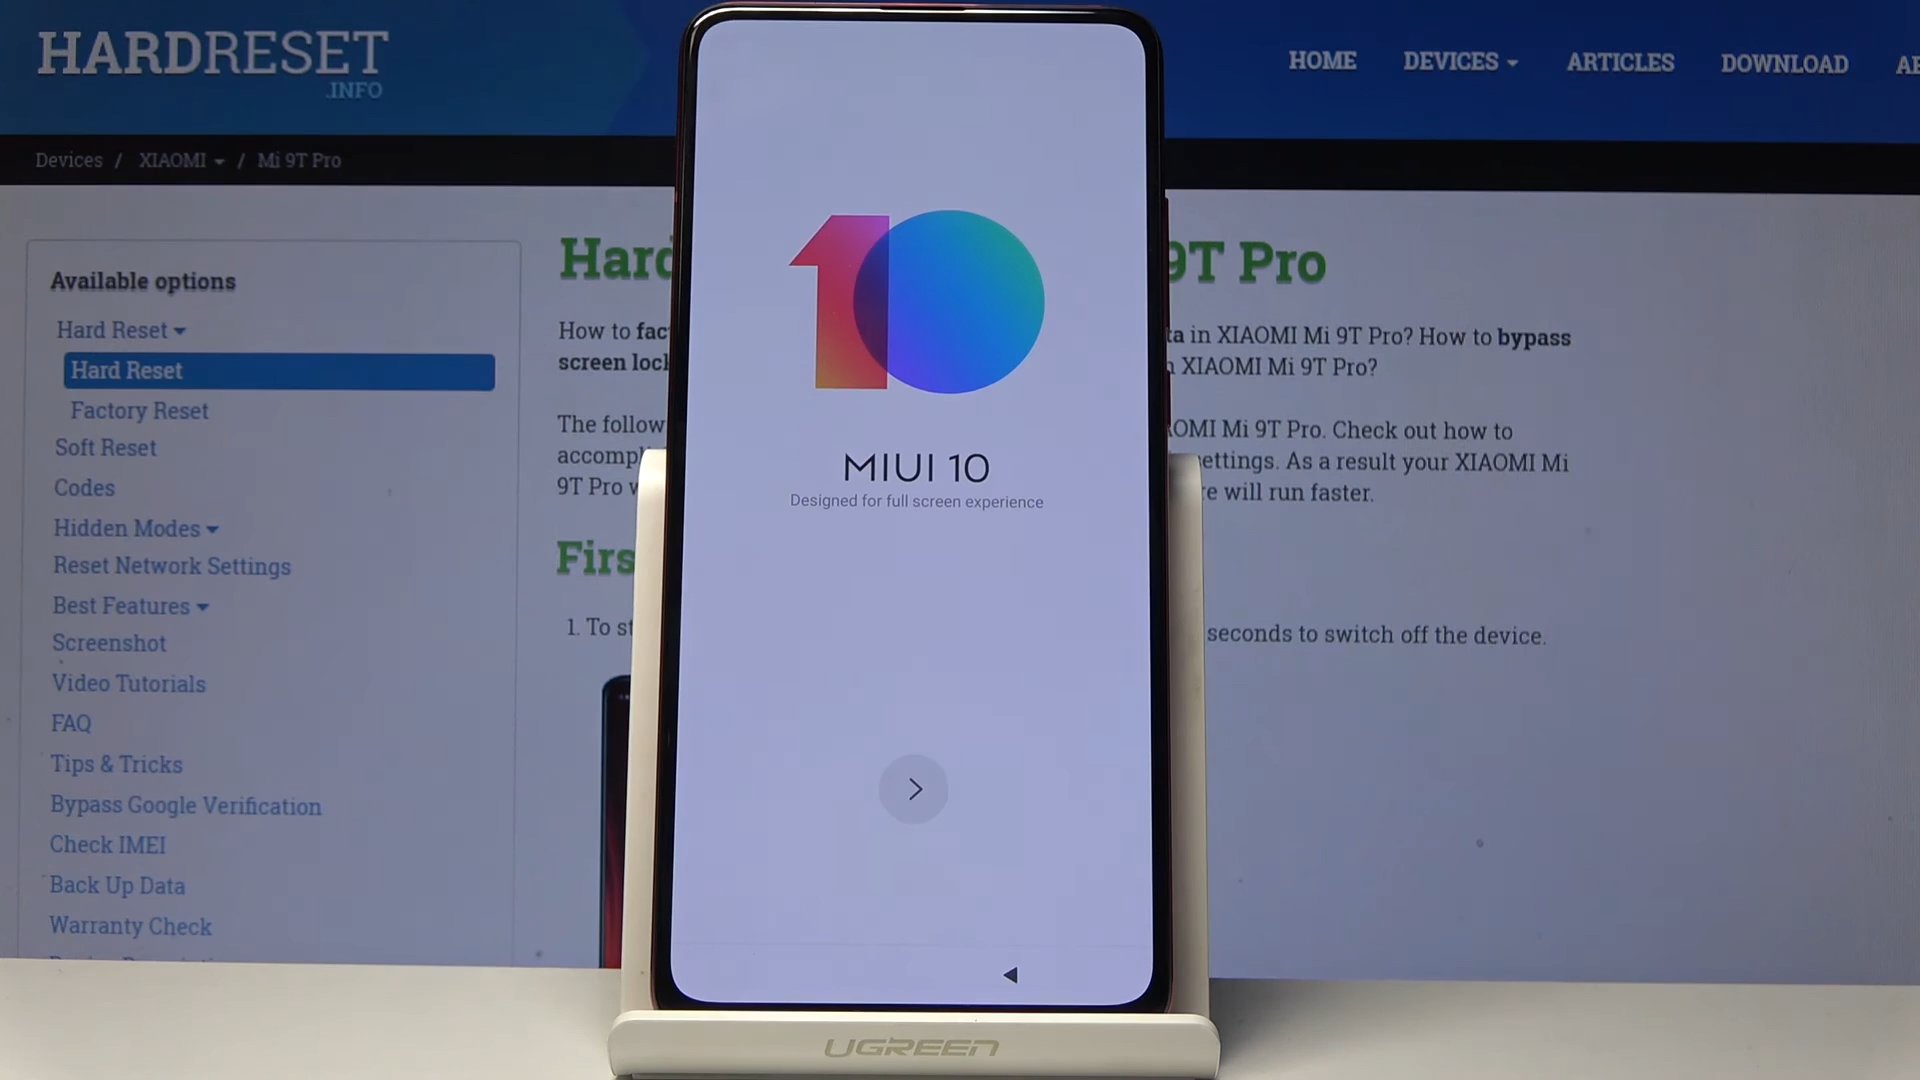 HARDRESET
.INFO
HOME DEVICES ARTICLES DOWNLOAD
Devices / XIAOMI / Mi 9T Pro
Available options
Hard Reset
Hard Reset
Factory Reset
Soft Reset
Codes
Hidden Modes
Reset Network Settings
Best Features
Screenshot
Video Tutorials
FAQ
Tips & Tricks
Bypass Google Verification
Check IMEI
Back Up Data
Warranty Check
Hard 9T Pro
How to in XIAOMI Mi 9T Pro? How to bypass
screen XIAOMI Mi 9T Pro?
The Mi 9T Pro. Check out how to
settings. As a result your XIAOMI Mi
9T Pro will run faster.
1. To seconds to switch off the device.
10
MIUI 10
Designed for full screen experience
UGREEN